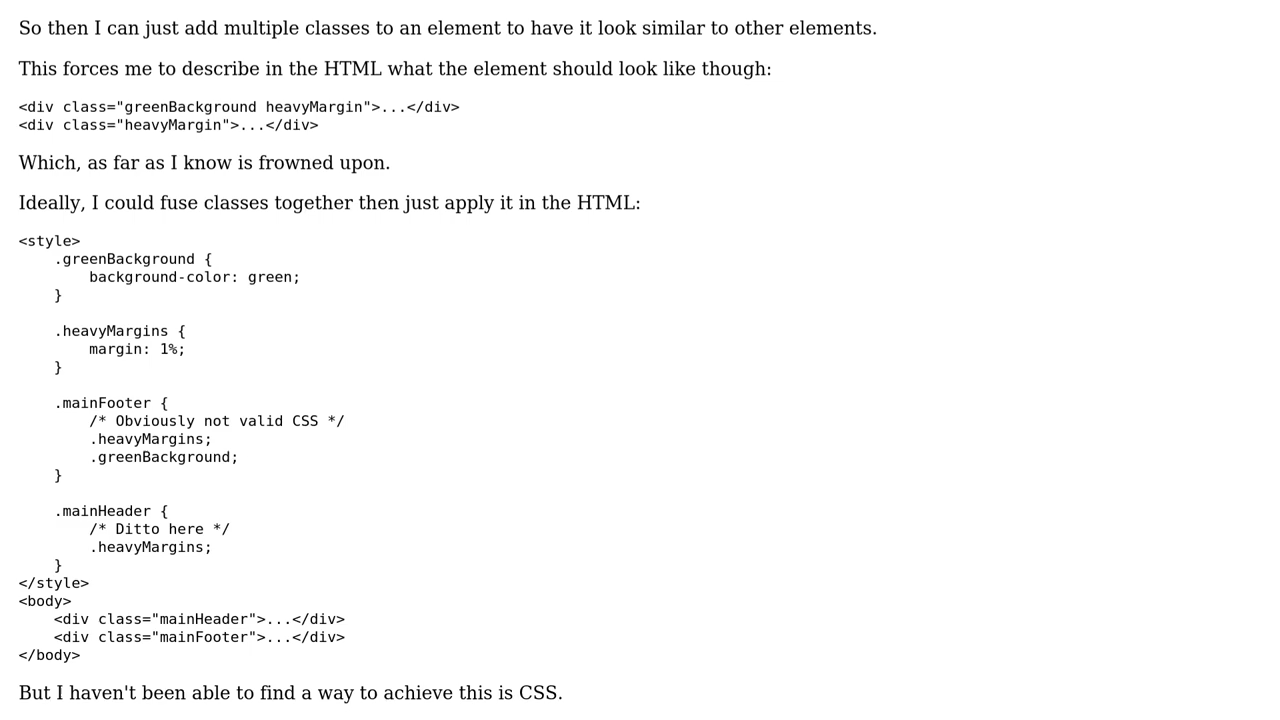 So then I can just add multiple classes to an element to have it look similar to other elements.
This forces me to describe in the HTML what the element should look like though:
<div class="greenBackground heavyMargin">...</div>
<div class="heavyMargin">...</div>
Which, as far as I know is frowned upon.
Ideally, I could fuse classes together then just apply it in the HTML:
<style>
    .greenBackground {
        background-color: green;
    }

    .heavyMargins {
        margin: 1%;
    }

    .mainFooter {
        /* Obviously not valid CSS */
        .heavyMargins;
        .greenBackground;
    }

    .mainHeader {
        /* Ditto here */
        .heavyMargins;
    }
</style>
<body>
    <div class="mainHeader">...</div>
    <div class="mainFooter">...</div>
</body>
But I haven't been able to find a way to achieve this is CSS.